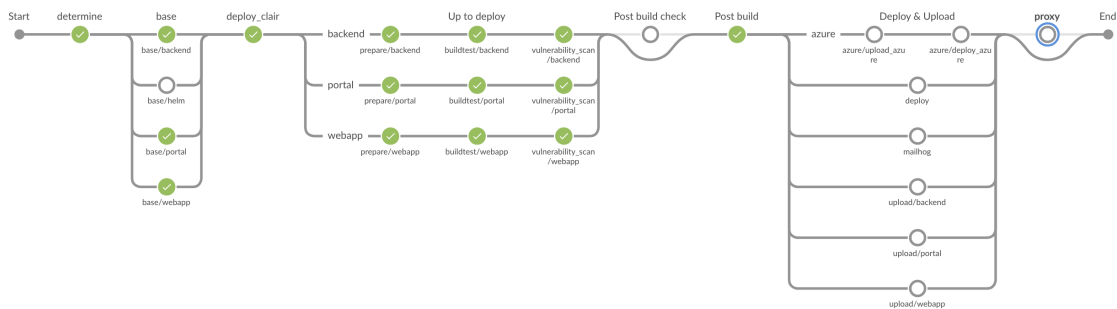 Start
determine
base
deploy_clair
Up to deploy
Post build check
Post build
Deploy & Upload
proxy
End
backend
azure
base/backend
prepare/backend
buildtest/backend
vulnerability_scan
/backend
azure/upload_azu
re
azure/deploy_azu
re
portal
base/helm
prepare/portal
buildtest/portal
vulnerability_scan
/portal
deploy
webapp
base/portal
prepare/webapp
buildtest/webapp
vulnerability_scan
/webapp
mailhog
base/webapp
upload/backend
upload/portal
upload/webapp